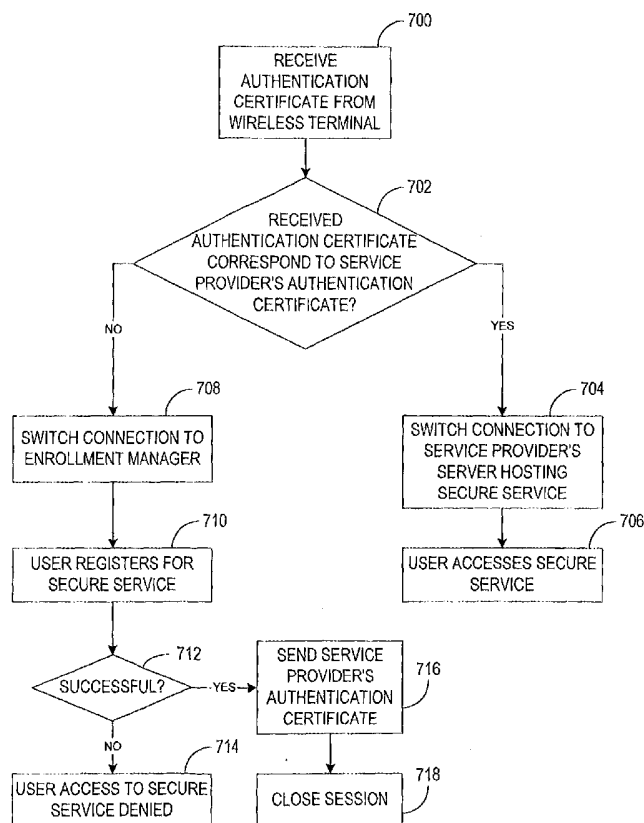 700
RECEIVE
AUTHENTICATION
CERTIFICATE FROM
WIRELESS TERMINAL
702
RECEIVED
AUTHENTICATION CERTIFICATE
CORRESPOND TO SERVICE
PROVIDER'S AUTHENTICATION
CERTIFICATE?
NO
YES
708
SWITCH CONNECTION TO
ENROLLMENT MANAGER
704
SWITCH CONNECTION TO
SERVICE PROVIDER'S
SERVER HOSTING
SECURE SERVICE
710
USER REGISTERS FOR
SECURE SERVICE
706
USER ACCESSES SECURE
SERVICE
712
SUCCESSFUL?
YES
SEND SERVICE
PROVIDER'S
AUTHENTICATION
CERTIFICATE
716
NO
714
USER ACCESS TO SECURE
SERVICE DENIED
CLOSE SESSION
718